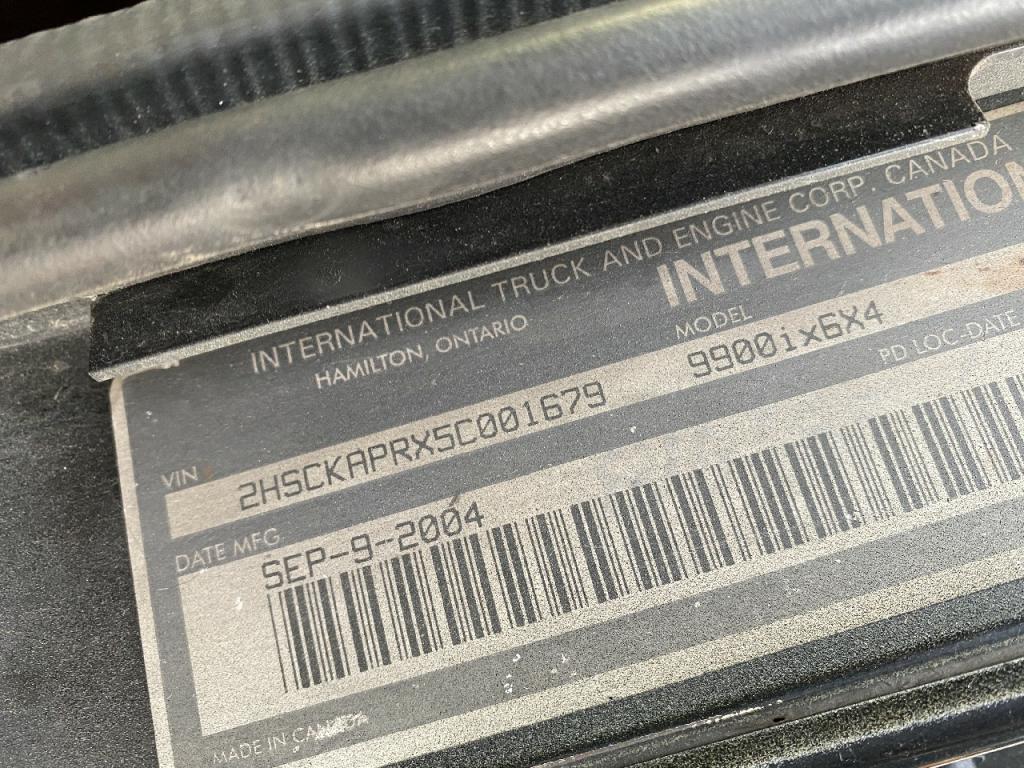 INTERNATIONAL TRUCK AND ENGINE CORP. CANADA
HAMILTON, ONTARIO
INTERNATION
MODEL
9900ix6X4
VIN
2HSCKAPRX5C001679
PD LOC-DATE
DATE MFG
SEP-9-2004
MADE IN CANADA